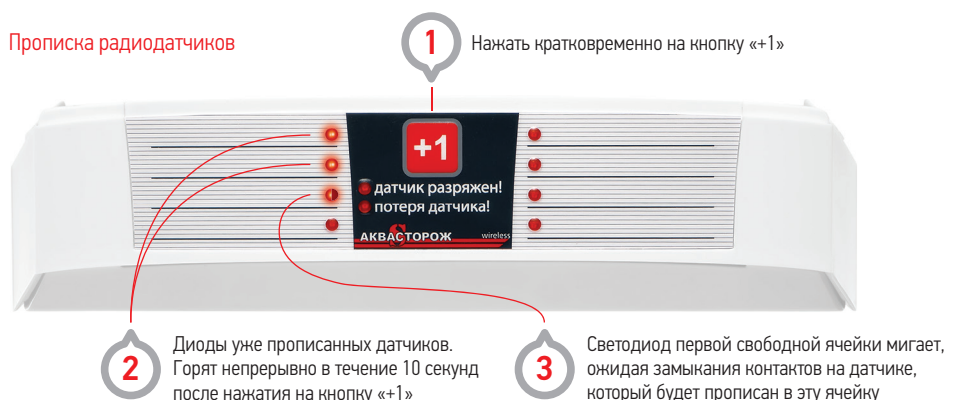 Прописка радиодатчиков
1
Нажать кратковременно на кнопку «+1»
+1
датчик разряжен!
потеря датчика!
АКВАСТОРОЖ
wireless
2
Диоды уже прописанных датчиков.
Горят непрерывно в течение 10 секунд
после нажатия на кнопку «+1»
3
Светодиод первой свободной ячейки мигает,
ожидая замыкания контактов на датчике,
который будет прописан в эту ячейку